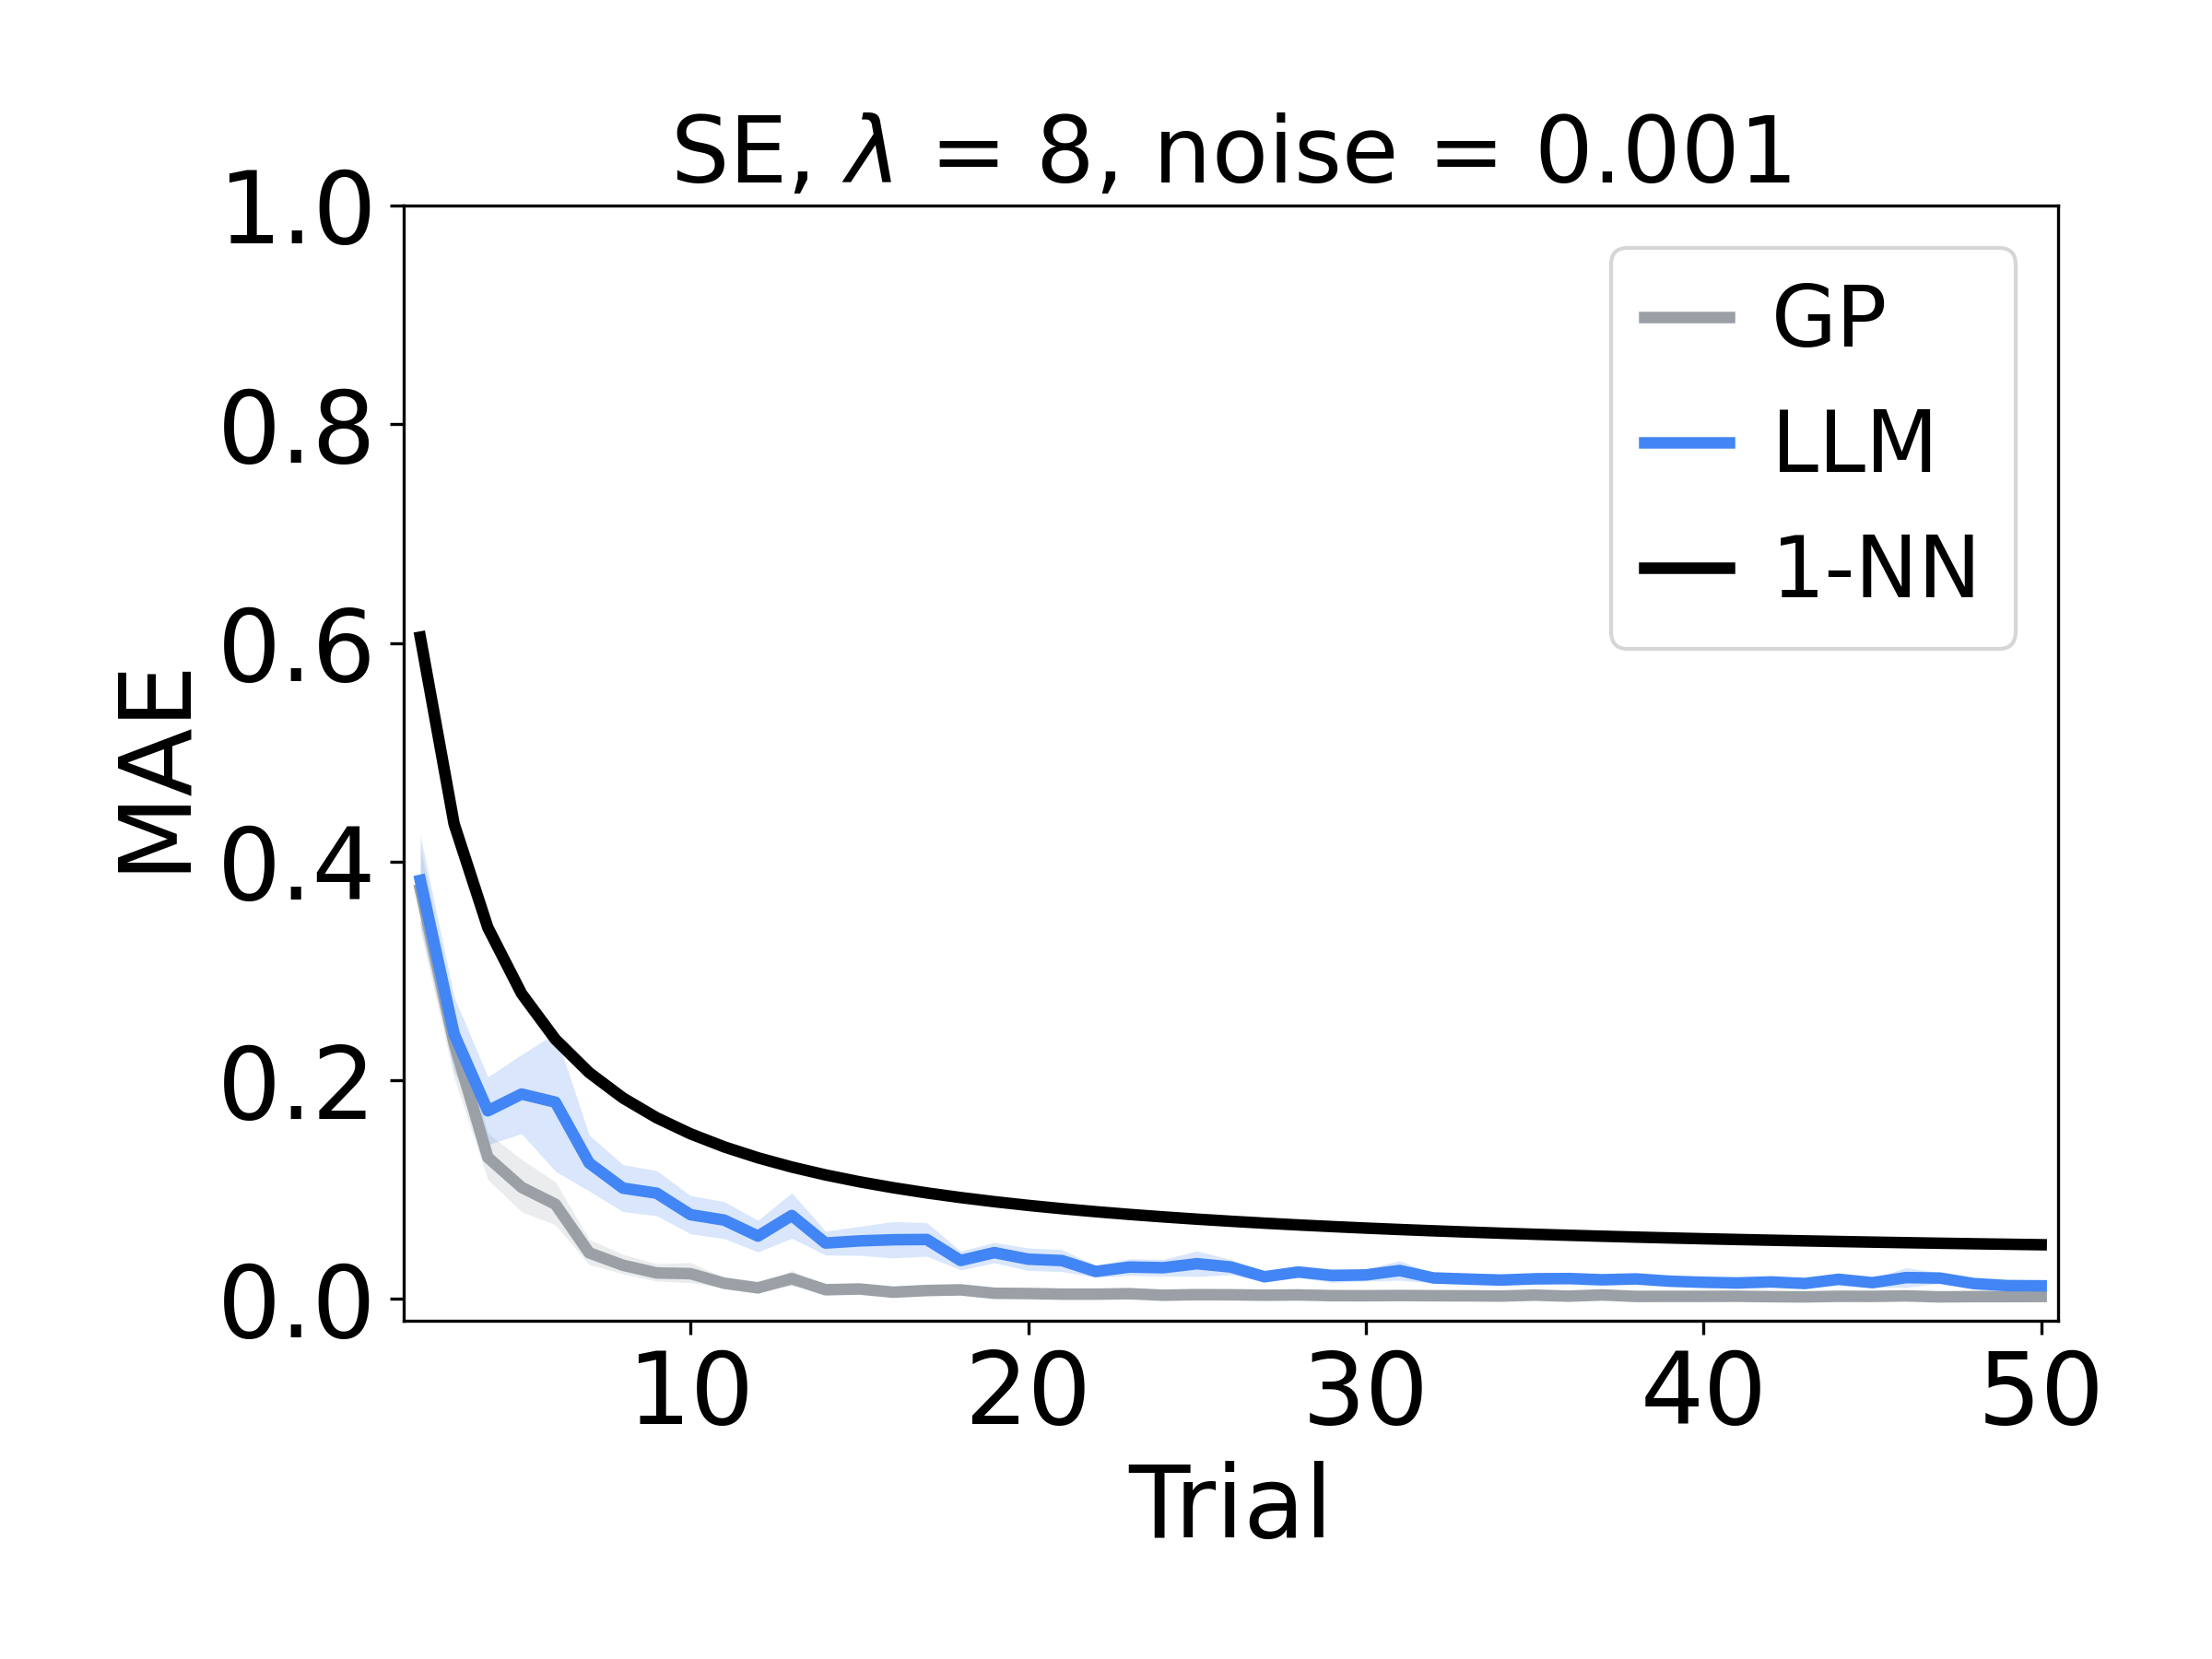 SE, λ = 8, noise = 0.001
1.0
0.8
0.6
0.4
0.2
0.0
MAE
GP
LLM
1-NN
10 20 30 40 50
Trial